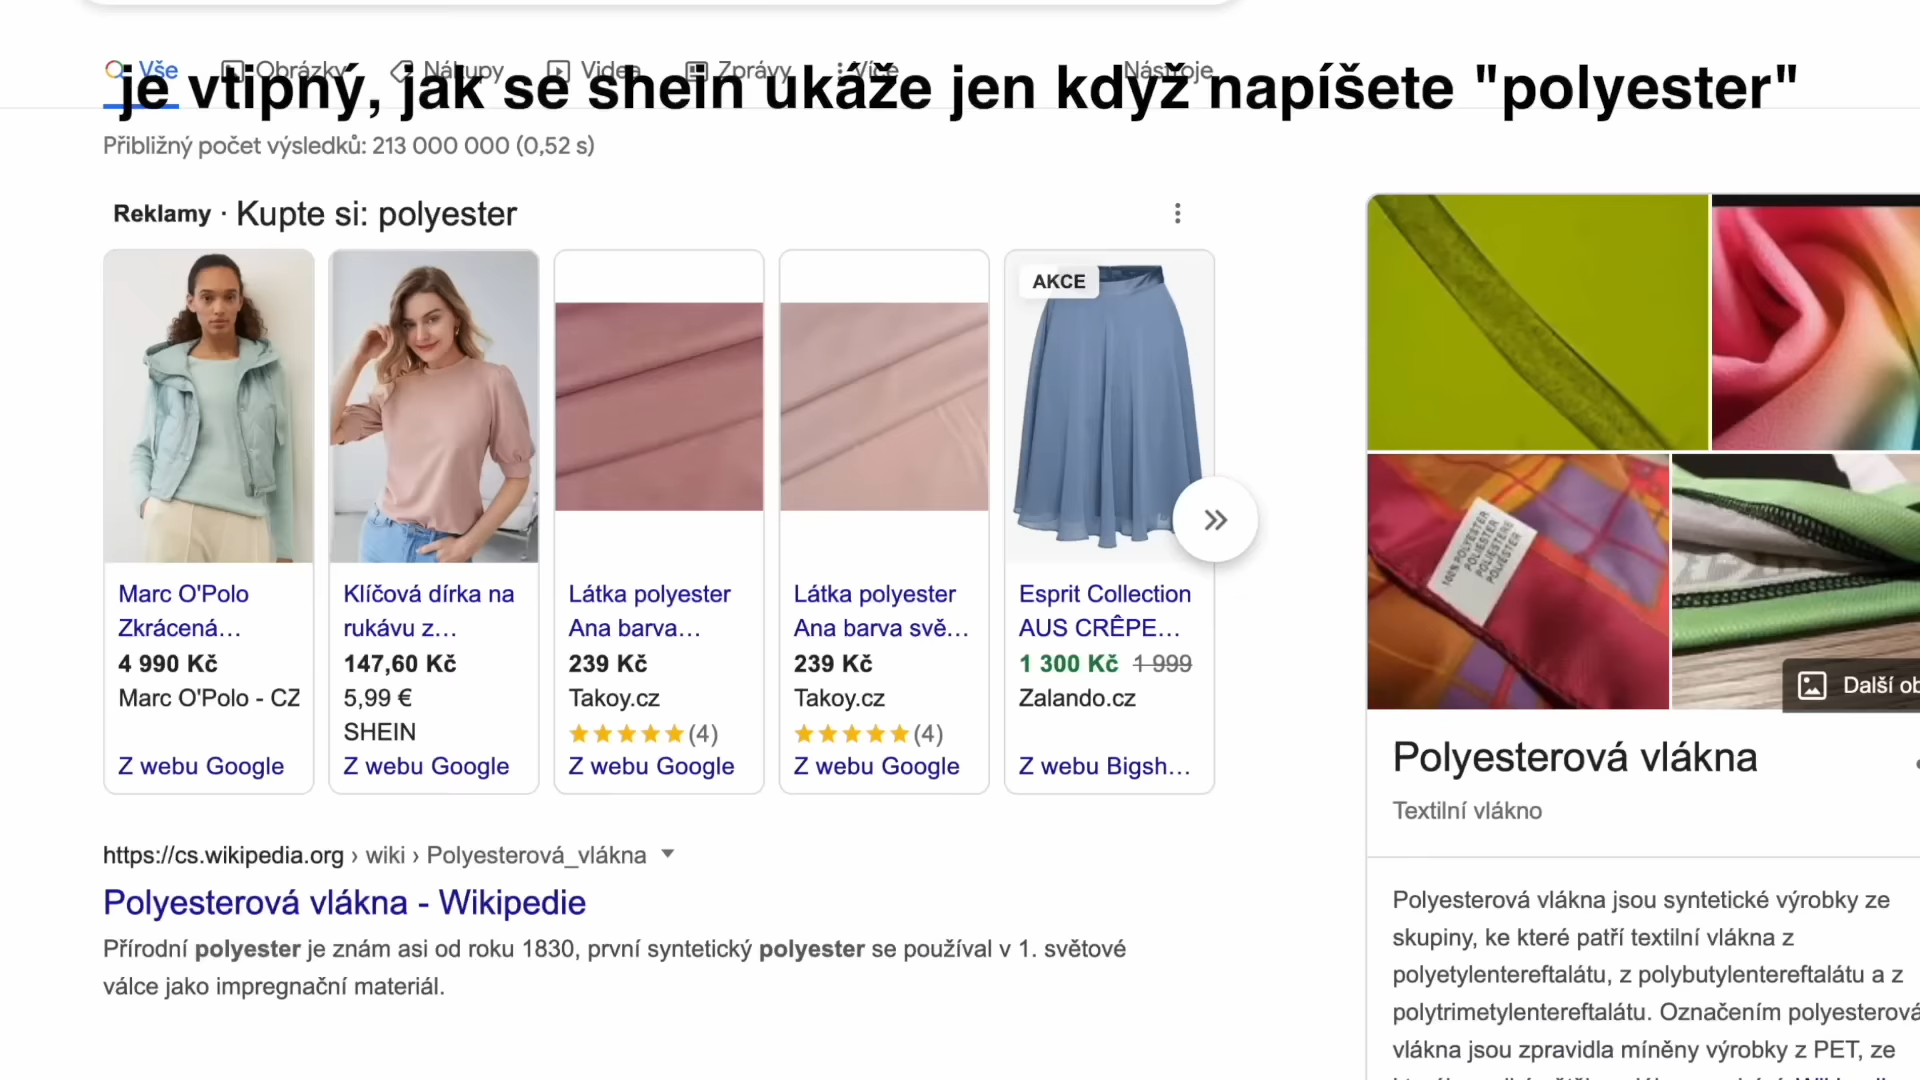 je vtipný, jak se shein ukáže jen když napíšete "polyester"
Vše Obrázky Nákupy Videa Zprávy Více Nástroje
Přibližný počet výsledků: 213 000 000 (0,52 s)
Reklamy · Kupte si: polyester
AKCE
Marc O'Polo
Zkrácená...
4 990 Kč
Marc O'Polo - CZ
Z webu Google
Klíčová dírka na
rukávu z...
147,60 Kč
5,99 €
SHEIN
Z webu Google
Látka polyester
Ana barva...
239 Kč
Takoy.cz
(4)
Z webu Google
Látka polyester
Ana barva svě...
239 Kč
Takoy.cz
(4)
Z webu Google
Esprit Collection
AUS CRÊPE...
1 300 Kč 1 999
Zalando.cz
Z webu Bigsh...
https://cs.wikipedia.org › wiki › Polyesterová_vlákna
Polyesterová vlákna - Wikipedie
Přírodní polyester je znám asi od roku 1830, první syntetický polyester se používal v 1. světové
válce jako impregnační materiál.
100% POLYESTER
POLIESTER
POLIESTERE
POLYESTER
Další ob
Polyesterová vlákna
Textilní vlákno
Polyesterová vlákna jsou syntetické výrobky ze
skupiny, ke které patří textilní vlákna z
polyetylentereftalátu, z polybutylentereftalátu a z
polytrimetylentereftalátu. Označením polyesterová
vlákna jsou zpravidla míněny výrobky z PET, ze